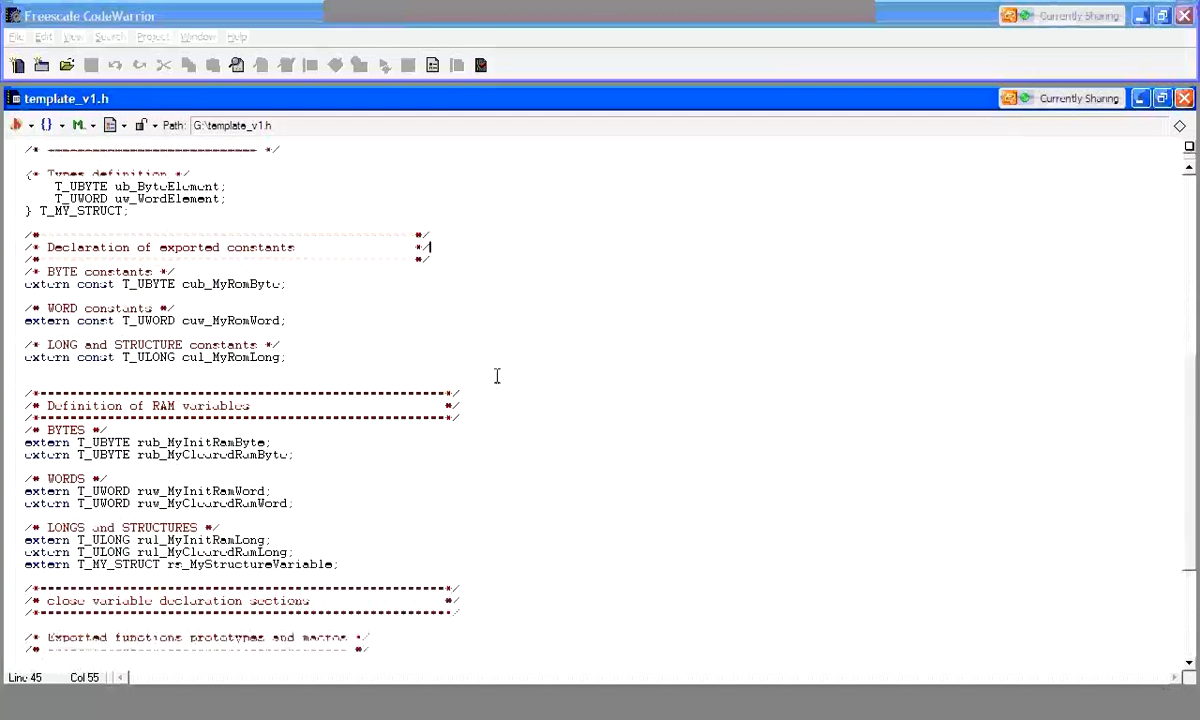 Freescale CodeWarrior
Currently Sharing
File Edit View Search Project Window Help
template_v1.h
Currently Sharing
Path: G:\template_v1.h
/* ---------------------------- */
{* Types definition */
T_UBYTE ub_ByteElement;
T_UWORD uw_WordElement;
} T_MY_STRUCT;
/*--------------------------------------------------*/
/* Declaration of exported constants */
/*--------------------------------------------------*/
/* BYTE constants */
extern const T_UBYTE cub_MyRomByte;
/* WORD constants */
extern const T_UWORD cuw_MyRomWord;
/* LONG and STRUCTURE constants */
extern const T_ULONG cul_MyRomLong;
/*======================================================*/
/* Definition of RAM variables */
/*======================================================*/
/* BYTES */
extern T_UBYTE rub_MyInitRamByte;
extern T_UBYTE rub_MyClearedRamByte;
/* WORDS */
extern T_UWORD ruw_MyInitRamWord;
extern T_UWORD ruw_MyClearedRamWord;
/* LONGS and STRUCTURES */
extern T_ULONG rul_MyInitRamLong;
extern T_ULONG rul_MyClearedRamLong;
extern T_MY_STRUCT rs_MyStructureVariable;
/*======================================================*/
/* close variable declaration sections */
/*======================================================*/
/* Exported functions prototypes and macros */
/* ---------------------------------------- */
Line 45 Col 55